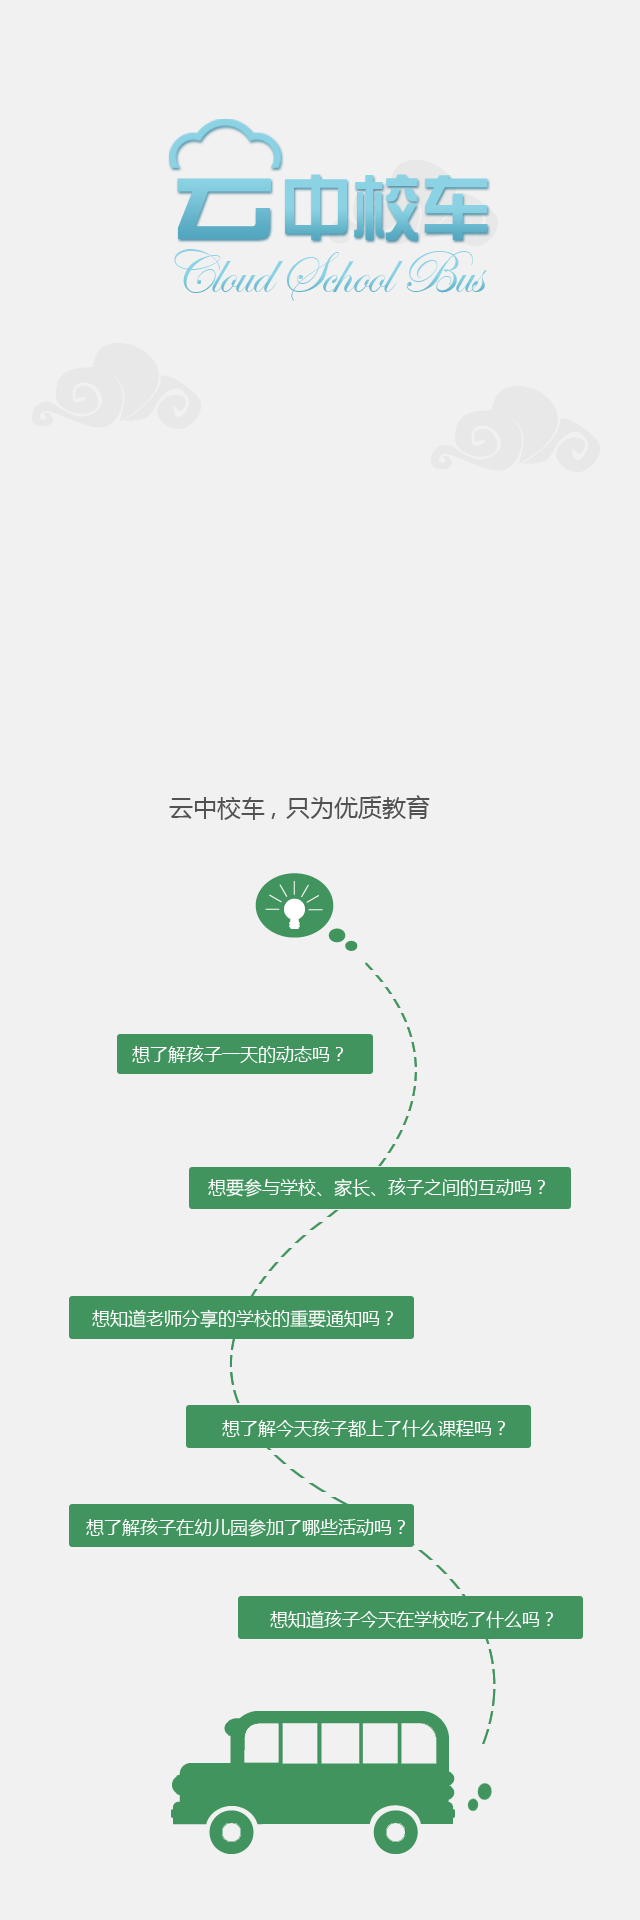 云中校车
Cloud School Bus
云中校车，只为优质教育
想了解孩子一天的动态吗？
想要参与学校、家长、孩子之间的互动吗？
想知道老师分享的学校的重要通知吗？
想了解今天孩子都上了什么课程吗？
想了解孩子在幼儿园参加了哪些活动吗？
想知道孩子今天在学校吃了什么吗？